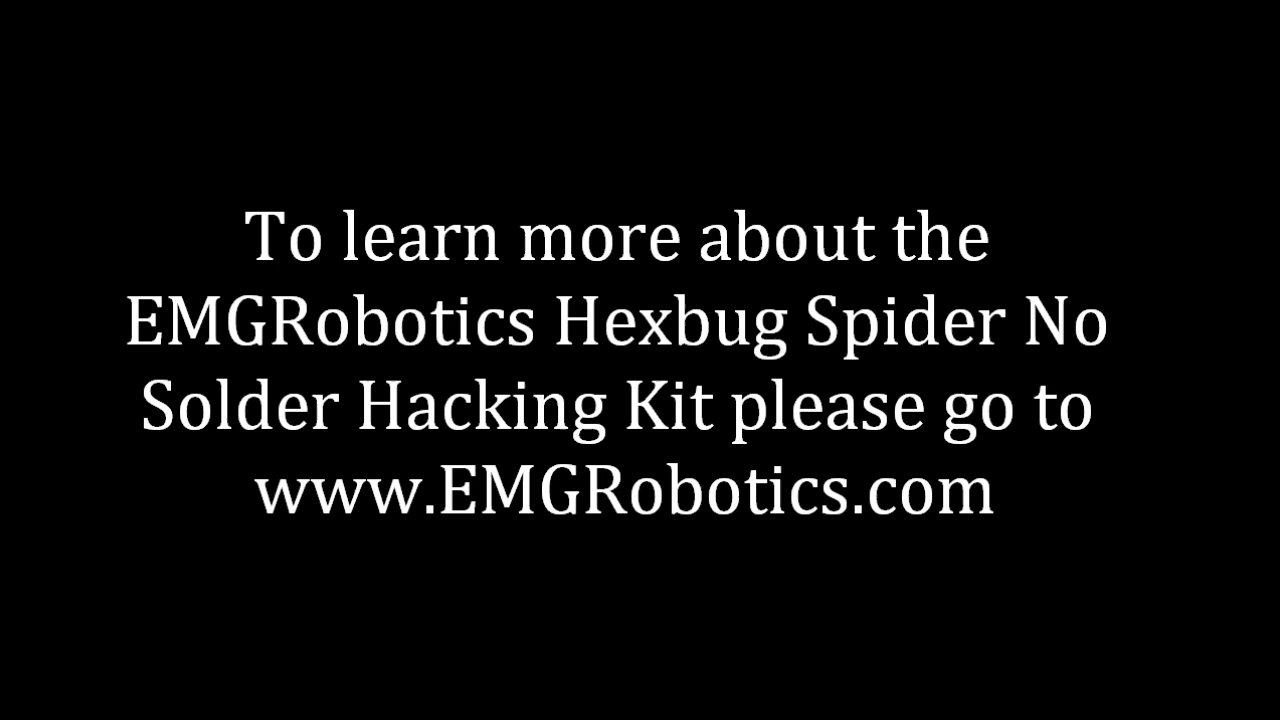 To learn more about the
EMGRobotics Hexbug Spider No
Solder Hacking Kit please go to
www.EMGRobotics.com